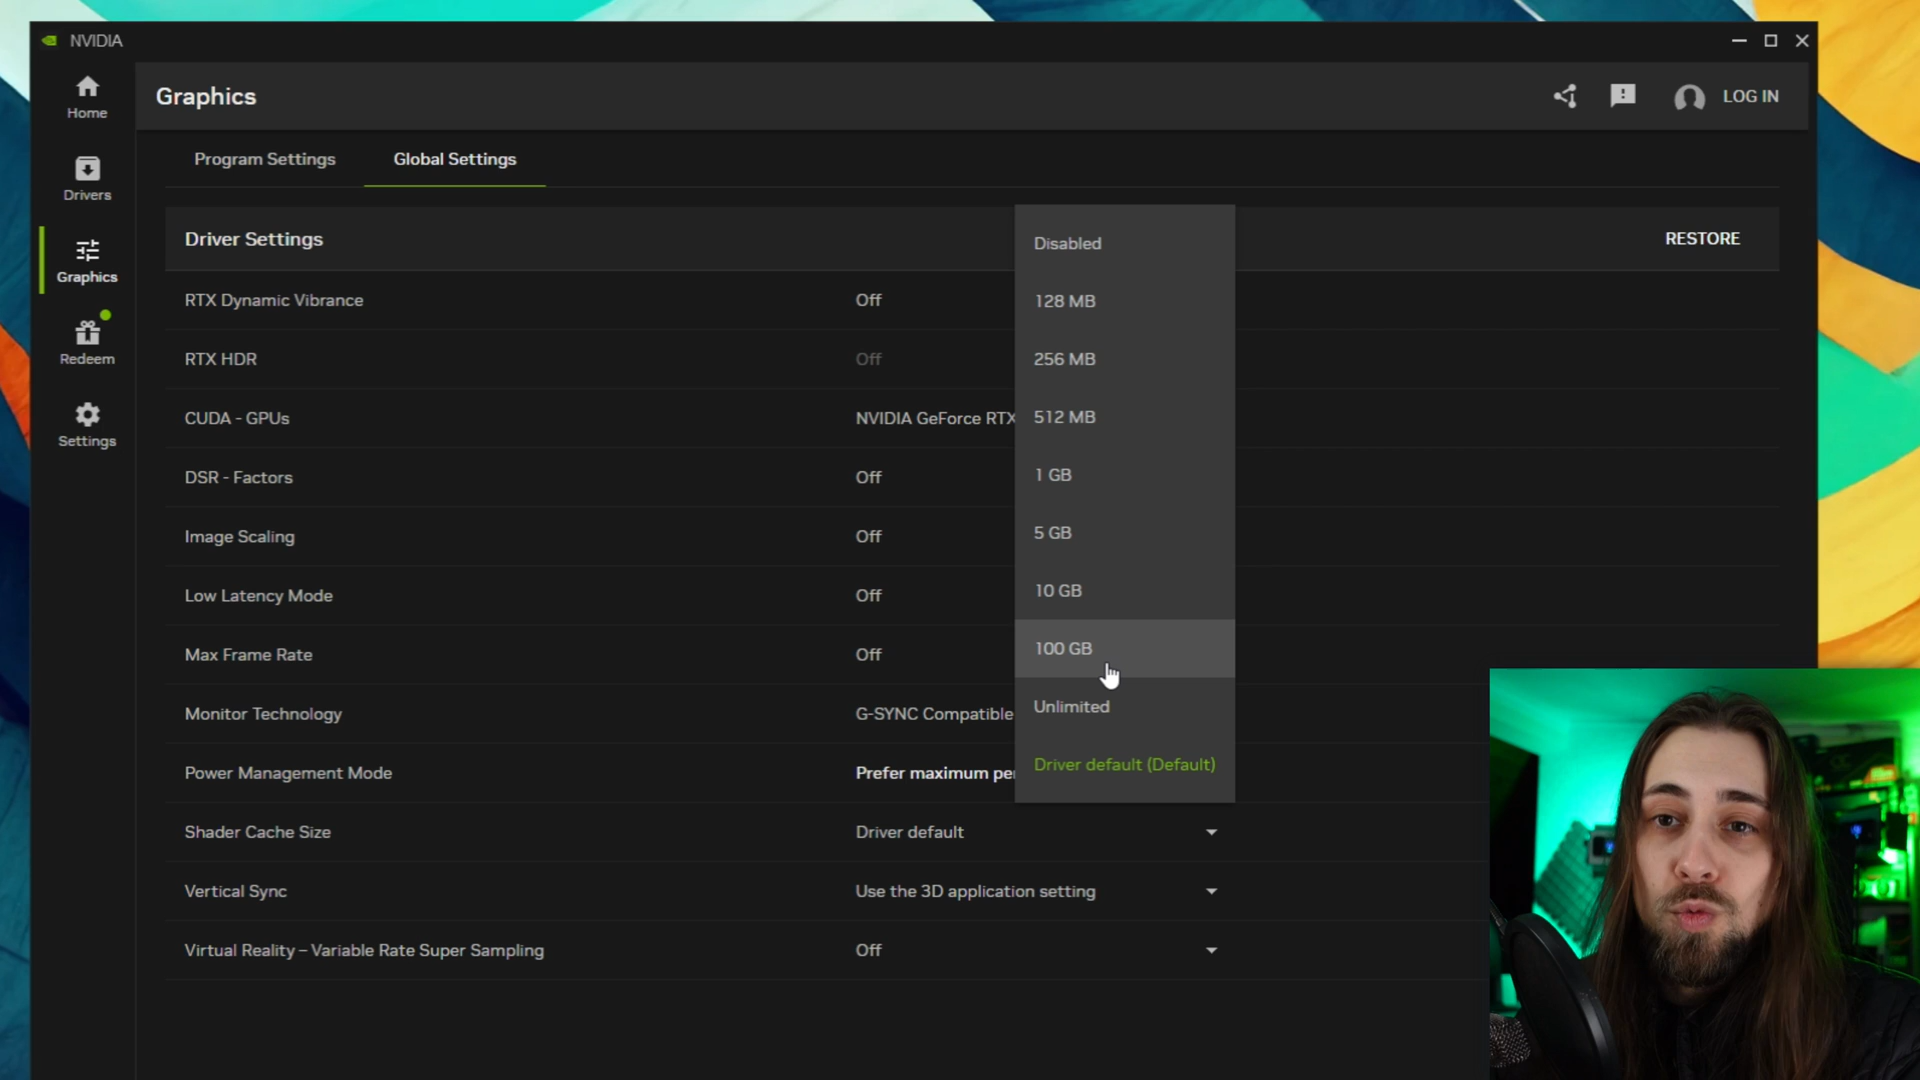 NVIDIA
Home
Drivers
Graphics
Redeem
Settings
Graphics
LOG IN
Program Settings
Global Settings
Driver Settings
RESTORE
RTX Dynamic Vibrance Off
RTX HDR Off
CUDA - GPUs NVIDIA GeForce RTX
DSR - Factors Off
Image Scaling Off
Low Latency Mode Off
Max Frame Rate Off
Monitor Technology G-SYNC Compatible
Power Management Mode Prefer maximum pe
Shader Cache Size Driver default
Vertical Sync Use the 3D application setting
Virtual Reality – Variable Rate Super Sampling Off
Disabled
128 MB
256 MB
512 MB
1 GB
5 GB
10 GB
100 GB
Unlimited
Driver default (Default)